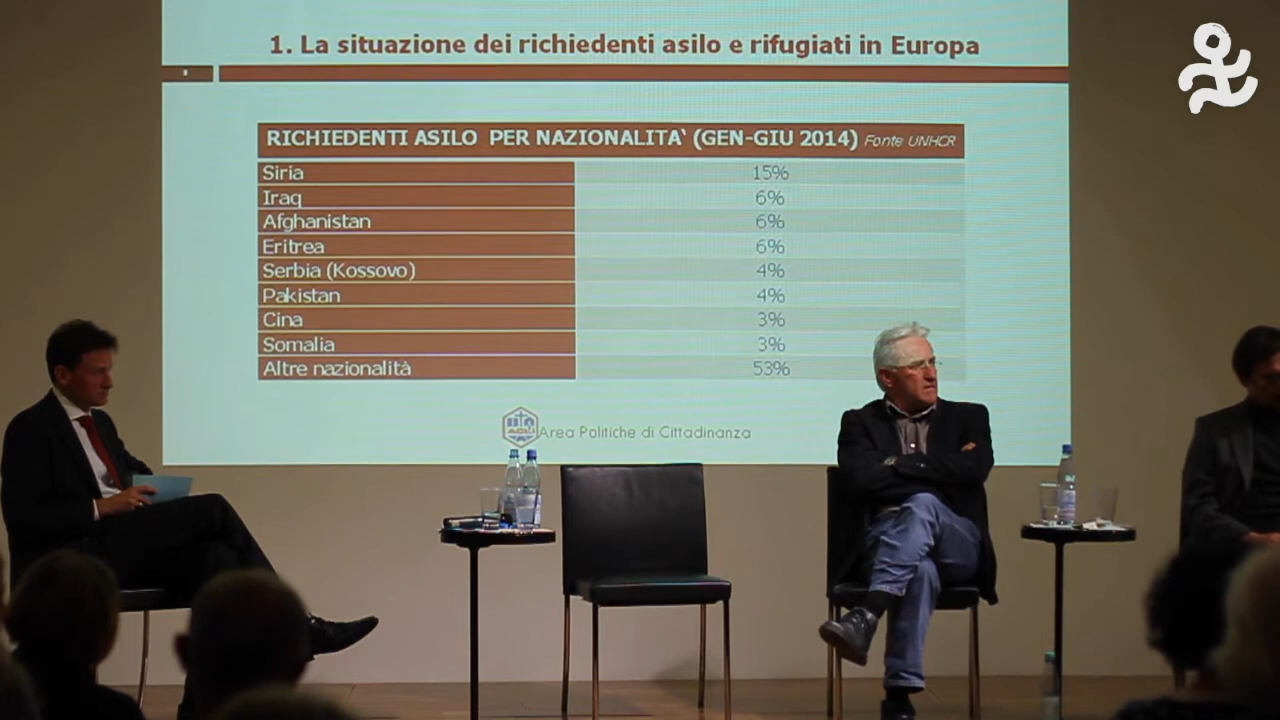 1. La situazione dei richiedenti asilo e rifugiati in Europa
RICHIEDENTI ASILO PER NAZIONALITA' (GEN-GIU 2014) Fonte UNHCR
Siria 15%
Iraq 6%
Afghanistan 6%
Eritrea 6%
Serbia (Kossovo) 4%
Pakistan 4%
Cina 3%
Somalia 3%
Altre nazionalità 53%
Area Politiche di Cittadinanza